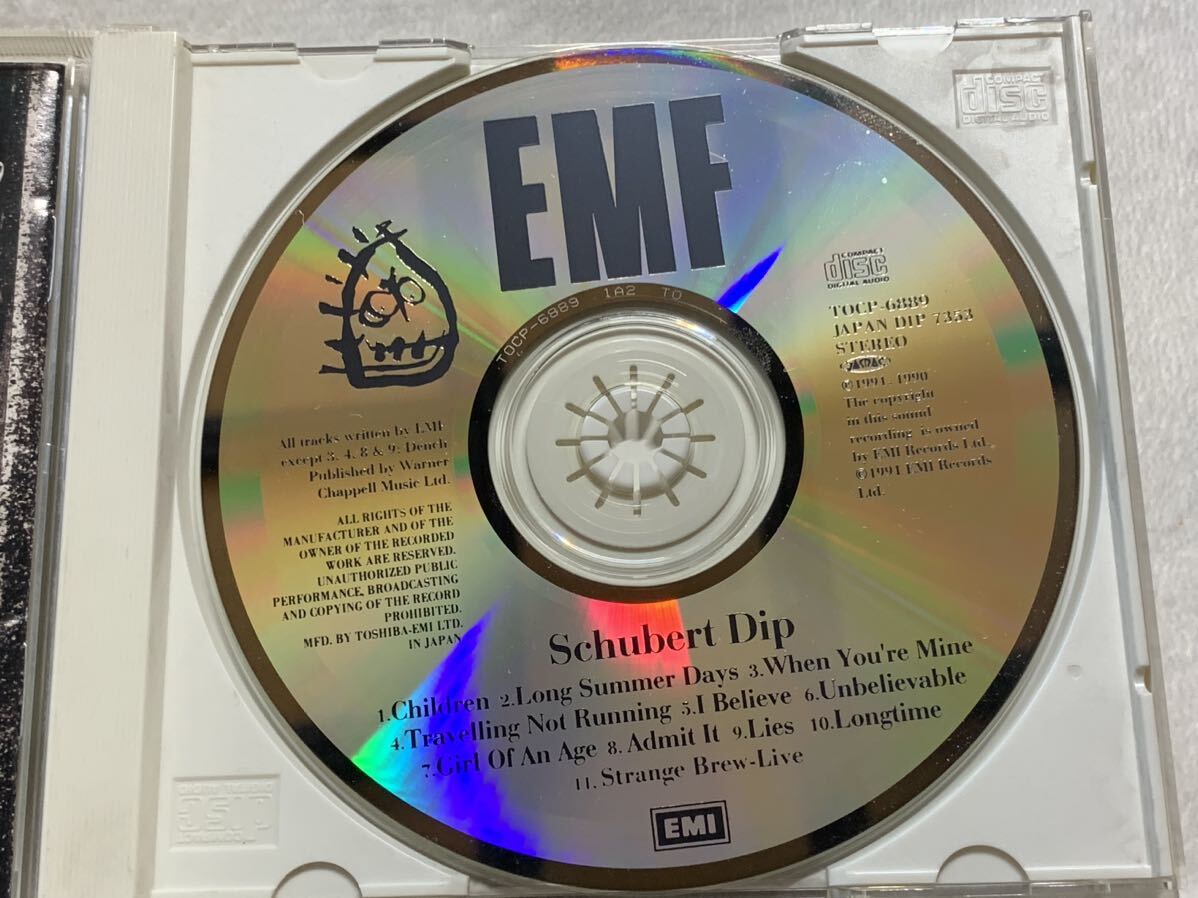 EMF
COMPACT
disc
DIGITAL AUDIO
COMPACT
disc
DIGITAL AUDIO
TOCP-6889 1A2 TO
TOCP-6889
JAPAN DIP 7353
STEREO
JASRAC
Ⓟ1991, 1990
The copyright
in this sound
recording is owned
by EMI Records Ltd.,
©1991 EMI Records
Ltd.
All tracks written by EMF
except 3, 4, 8 & 9: Dench
Published by Warner
Chappell Music Ltd.
ALL RIGHTS OF THE
MANUFACTURER AND OF THE
OWNER OF THE RECORDED
WORK ARE RESERVED.
UNAUTHORIZED PUBLIC
PERFORMANCE, BROADCASTING
AND COPYING OF THE RECORD
PROHIBITED.
MFD. BY TOSHIBA-EMI LTD.
IN JAPAN
Schubert Dip
1.Children 2.Long Summer Days 3.When You're Mine
4.Travelling Not Running 5.I Believe 6.Unbelievable
7.Girl Of An Age 8.Admit It 9.Lies 10.Longtime
11.Strange Brew-Live
EMI